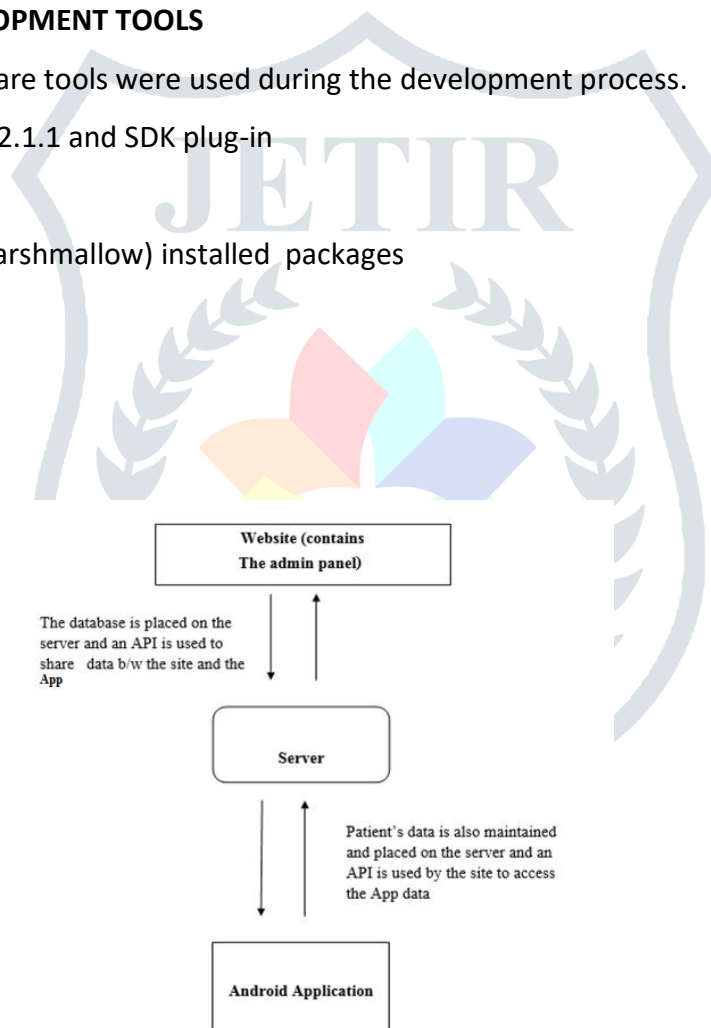 OPMENT TOOLS
are tools were used during the development process.
2.1.1 and SDK plug-in
JETIR
arshmallow) installed packages
Website (contains
The admin panel)
The database is placed on the
server and an API is used to
share data b/w the site and the
App
Server
Patient's data is also maintained
and placed on the server and an
API is used by the site to access
the App data
Android Application